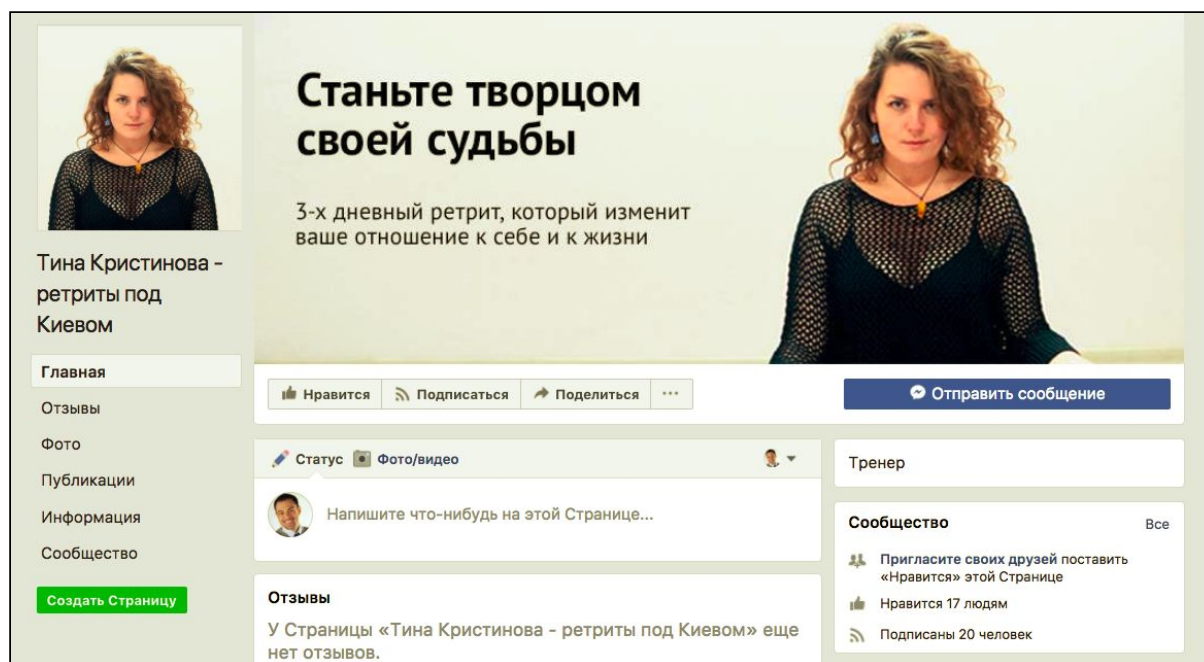 Станьте творцом
своей судьбы
3-х дневный ретрит, который изменит
ваше отношение к себе и к жизни
Тина Кристинова -
ретриты под
Киевом
Главная
Отзывы
Фото
Публикации
Информация
Сообщество
Создать Страницу
Нравится Подписаться Поделиться ...
Отправить сообщение
Статус Фото/видео
Напишите что-нибудь на этой Странице...
Отзывы
У Страницы «Тина Кристинова - ретриты под Киевом» еще
нет отзывов.
Тренер
Сообщество Все
Пригласите своих друзей поставить
«Нравится» этой Странице
Нравится 17 людям
Подписаны 20 человек